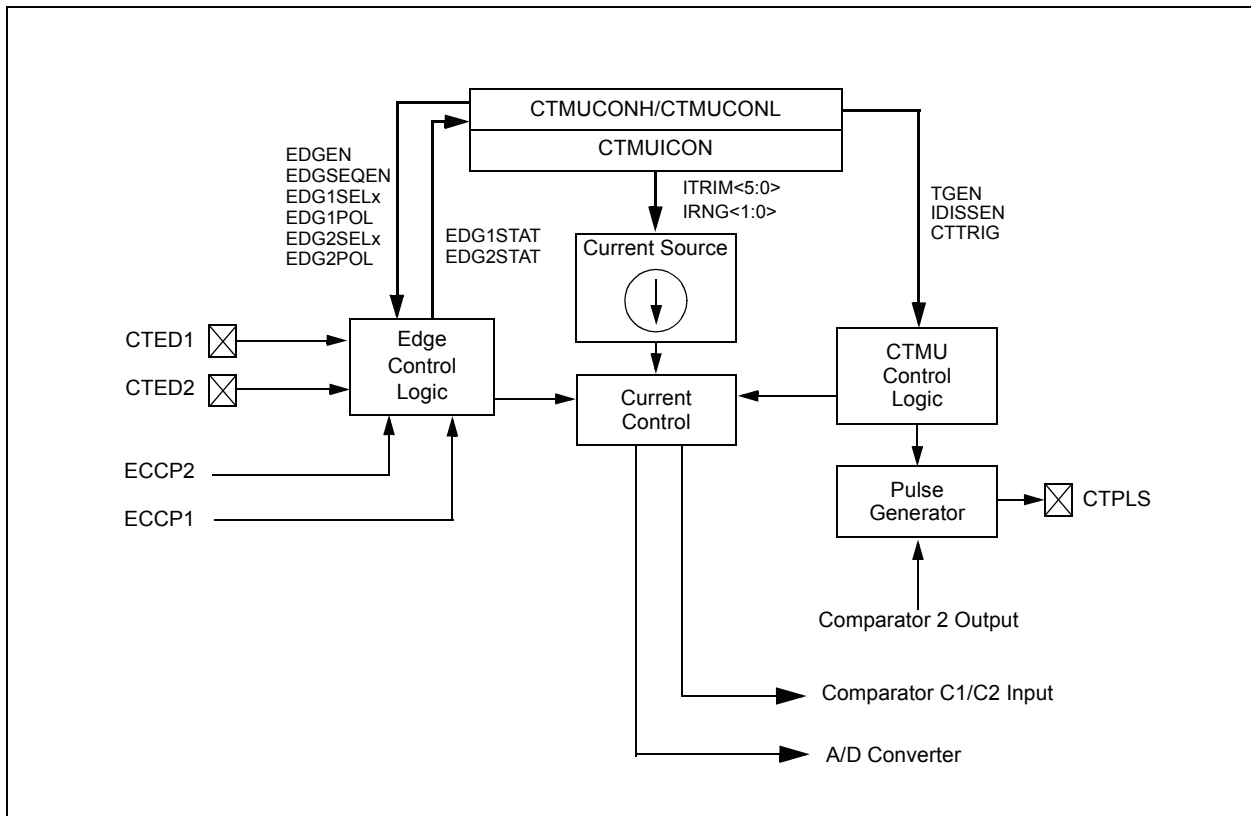 CTMUCONH/CTMUCONL
CTMUICON
EDGEN
EDGSEQEN
EDG1SELx
EDG1POL
EDG2SELx
EDG2POL
EDG1STAT
EDG2STAT
ITRIM<5:0>
IRNG<1:0>
TGEN
IDISSEN
CTTRIG
Current Source
CTED1
CTED2
Edge
Control
Logic
Current
Control
CTMU
Control
Logic
ECCP2
ECCP1
Pulse
Generator
CTPLS
Comparator 2 Output
Comparator C1/C2 Input
A/D Converter